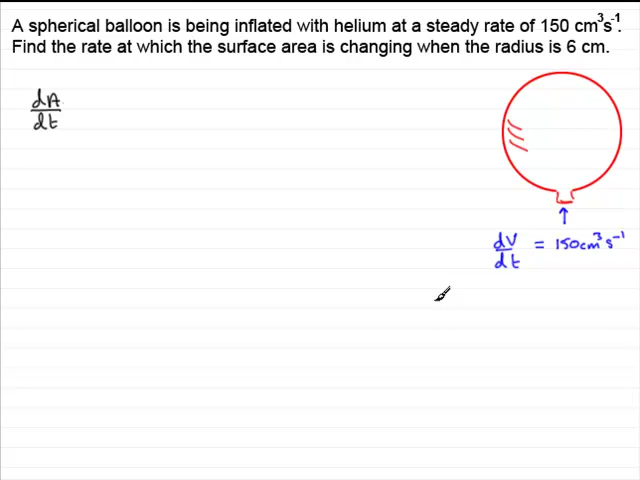 A spherical balloon is being inflated with helium at a steady rate of 150 cm³s⁻¹.
Find the rate at which the surface area is changing when the radius is 6 cm.
dA/dt
dV/dt = 150cm³s⁻¹